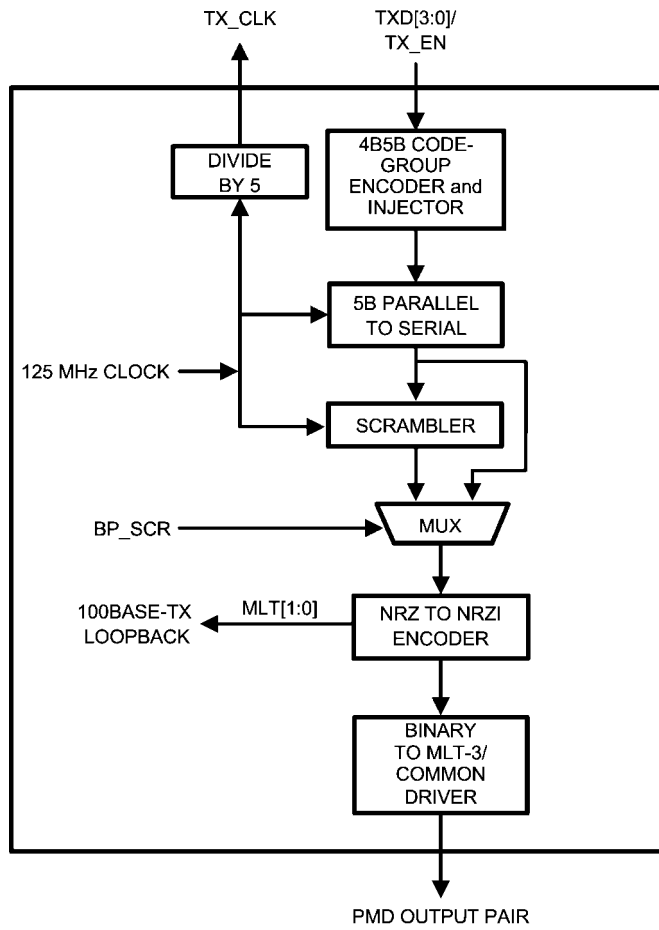 TX_CLK
TXD[3:0]/
TX_EN
DIVIDE
BY 5
4B5B CODE-
GROUP
ENCODER and
INJECTOR
5B PARALLEL
TO SERIAL
125 MHz CLOCK
SCRAMBLER
BP_SCR
MUX
100BASE-TX
LOOPBACK
MLT[1:0]
NRZ TO NRZI
ENCODER
BINARY
TO MLT-3/
COMMON
DRIVER
PMD OUTPUT PAIR